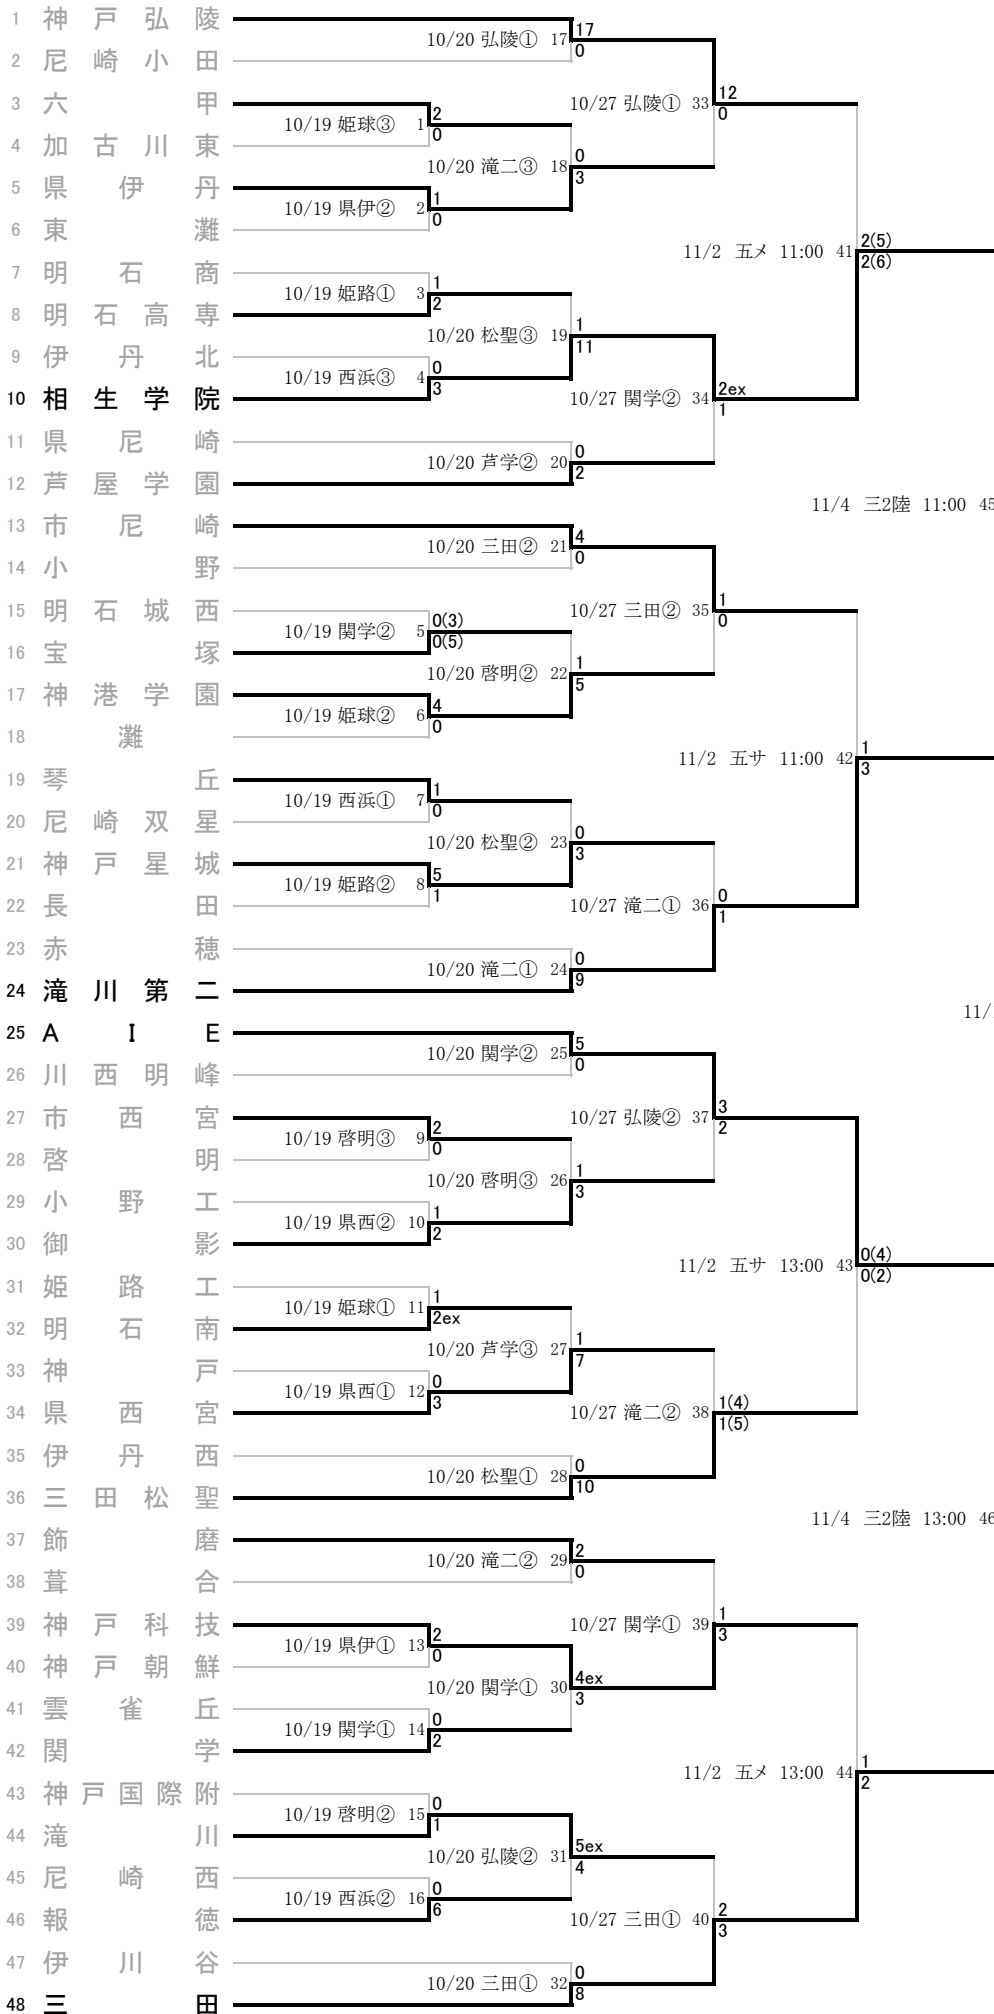 1 神戸弘陵
10/20 弘陵① 17 17
0
2 尼崎小田
3 六甲
10/27 弘陵① 33 12
0
10/19 姫球③ 1 2
0
4 加古川東
10/20 滝二③ 18 0
3
5 県伊丹
10/19 県伊② 2 1
0
6 東灘
11/2 五メ 11:00 41 2(5)
2(6)
7 明石商
10/19 姫路① 3 1
2
8 明石高専
10/20 松聖③ 19 1
11
9 伊丹北
10/19 西浜③ 4 0
3
10 相生学院
10/27 関学② 34 2ex
1
11 県尼崎
10/20 芦学② 20 0
2
12 芦屋学園
11/4 三2陸 11:00 45
13 市尼崎
10/20 三田② 21 4
0
14 小野
15 明石城西
10/27 三田② 35 1
0
10/19 関学② 5 0(3)
0(5)
16 宝塚
10/20 啓明② 22 1
5
17 神港学園
10/19 姫球② 6 4
0
18 灘
11/2 五サ 11:00 42 1
3
19 琴丘
10/19 西浜① 7 1
0
20 尼崎双星
10/20 松聖② 23 0
3
21 神戸星城
10/19 姫路② 8 5
1
22 長田
10/27 滝二① 36 0
1
23 赤穂
10/20 滝二① 24 0
9
24 滝川第二
11/
25 AIE
10/20 関学② 25 5
0
26 川西明峰
27 市西宮
10/27 弘陵② 37 3
2
10/19 啓明③ 9 2
0
28 啓明
10/20 啓明③ 26 1
3
29 小野工
10/19 県西② 10 1
2
30 御影
11/2 五サ 13:00 43 0(4)
0(2)
31 姫路工
10/19 姫球① 11 1
2ex
32 明石南
10/20 芦学③ 27 1
7
33 神戸
10/19 県西① 12 0
3
34 県西宮
10/27 滝二② 38 1(4)
1(5)
35 伊丹西
10/20 松聖① 28 0
10
36 三田松聖
11/4 三2陸 13:00 46
37 飾磨
10/20 滝二② 29 2
0
38 葺合
39 神戸科技
10/27 関学① 39 1
3
10/19 県伊① 13 2
0
40 神戸朝鮮
10/20 関学① 30 4ex
3
41 雲雀丘
10/19 関学① 14 0
2
42 関学
11/2 五メ 13:00 44 1
2
43 神戸国際附
10/19 啓明② 15 0
1
44 滝川
10/20 弘陵② 31 5ex
4
45 尼崎西
10/19 西浜② 16 0
6
46 報徳
10/27 三田① 40 2
3
47 伊川谷
10/20 三田① 32 0
8
48 三田